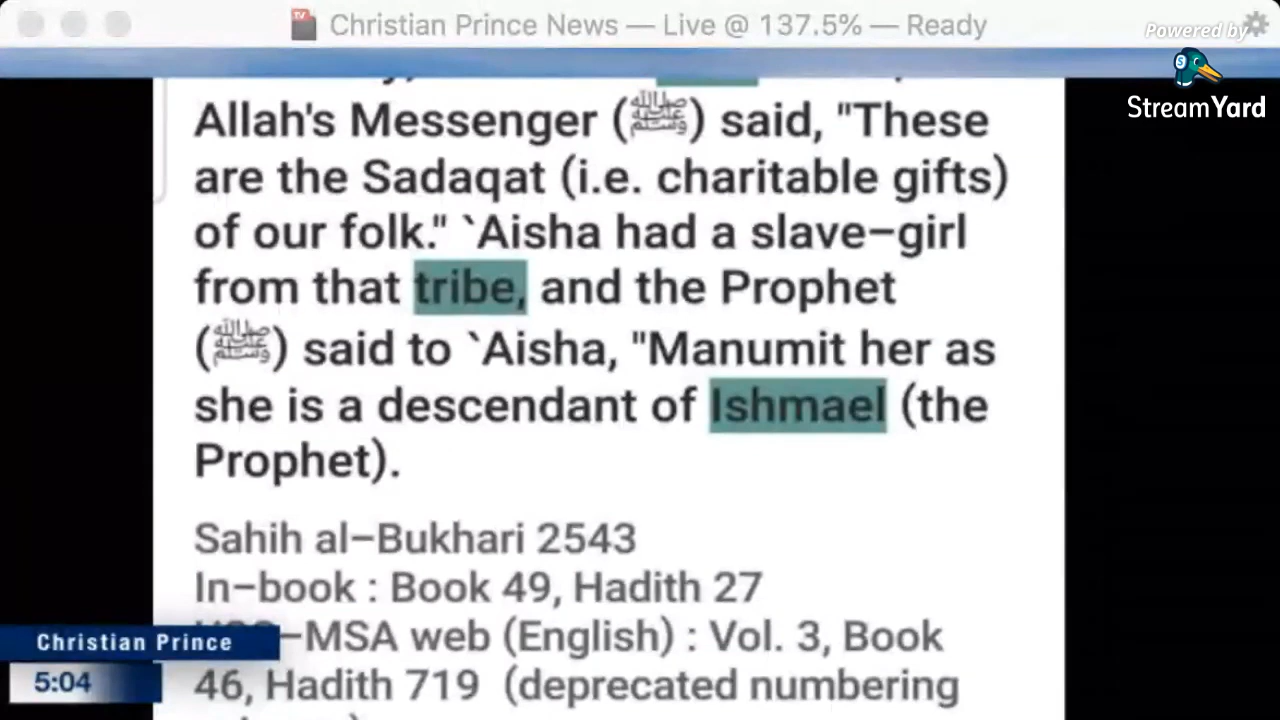 Christian Prince News — Live @ 137.5% — Ready
Powered by
StreamYard
Allah's Messenger (ﷺ) said, "These
are the Sadaqat (i.e. charitable gifts)
of our folk." `Aisha had a slave-girl
from that tribe, and the Prophet
(ﷺ) said to `Aisha, "Manumit her as
she is a descendant of Ishmael (the
Prophet).
Sahih al-Bukhari 2543
In-book : Book 49, Hadith 27
-MSA web (English) : Vol. 3, Book
46, Hadith 719 (deprecated numbering
Christian Prince
5:04